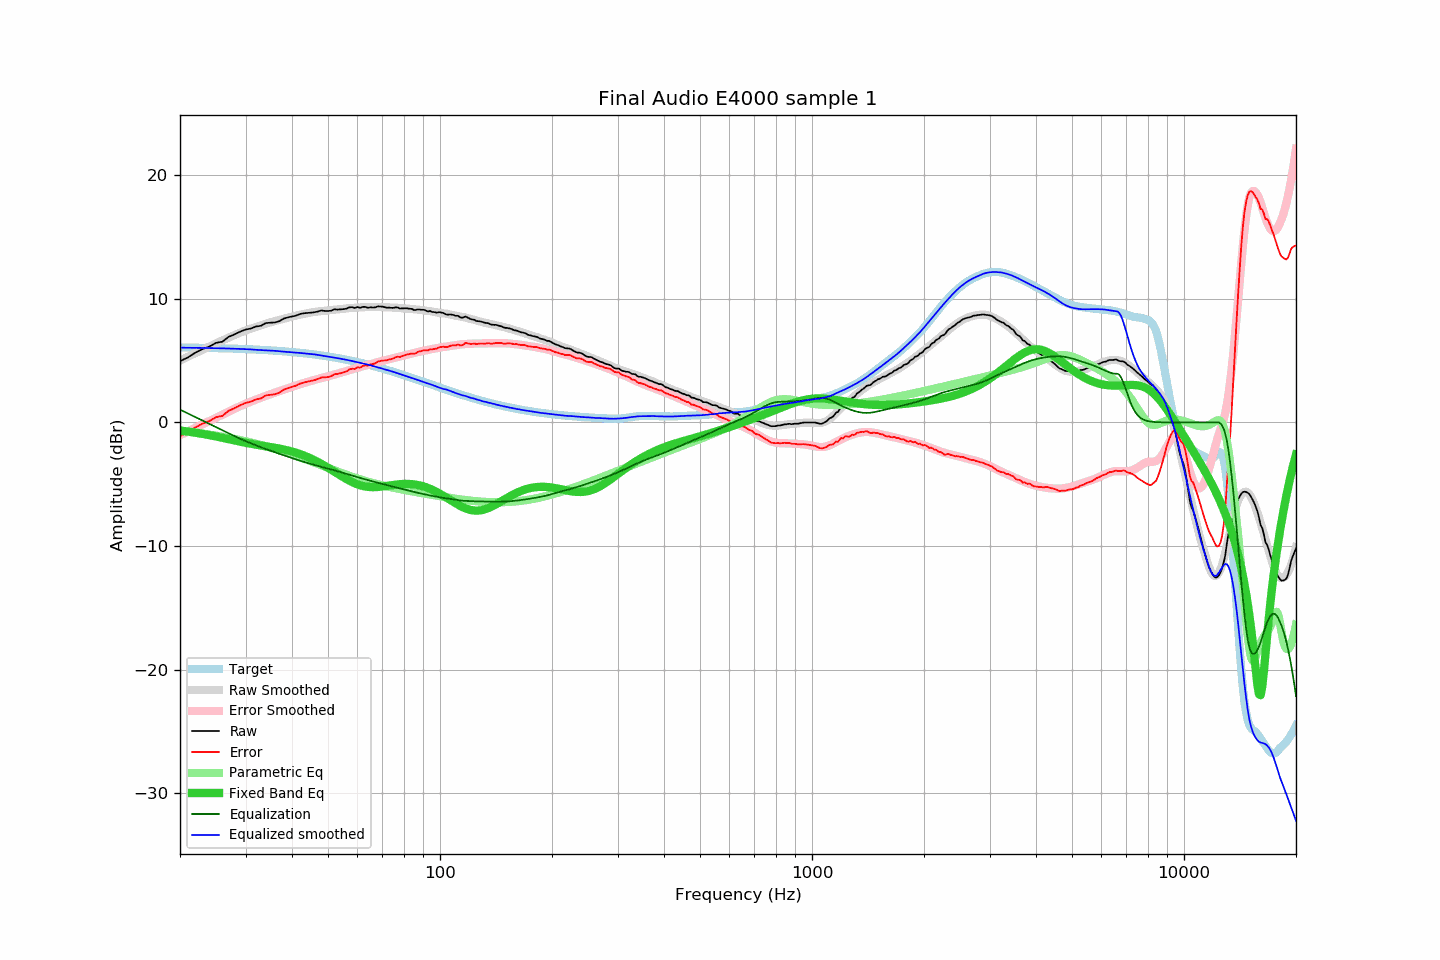 Final Audio E4000 sample 1
Amplitude (dBr)
20
10
0
−10
−20
−30
Target
Raw Smoothed
Error Smoothed
Raw
Error
Parametric Eq
Fixed Band Eq
Equalization
Equalized smoothed
100
1000
10000
Frequency (Hz)